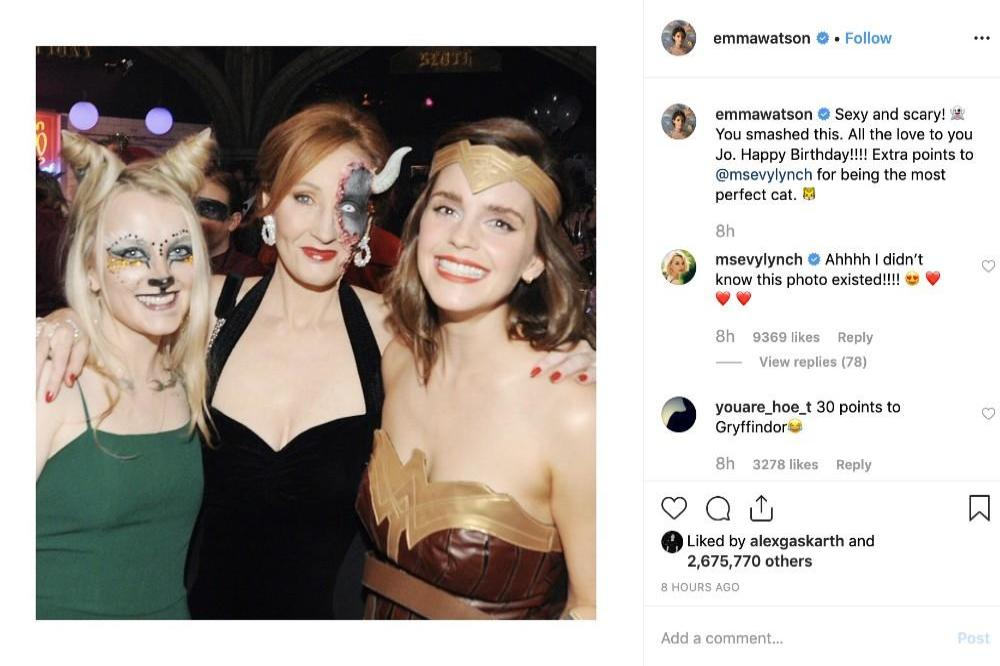 emmawatson • Follow
emmawatson Sexy and scary! 👻
You smashed this. All the love to you
Jo. Happy Birthday!!!! Extra points to
@msevylynch for being the most
perfect cat. 🐱
8h
msevylynch Ahhhh I didn’t
know this photo existed!!!! 😍 ❤️
❤️ ❤️
8h 9369 likes Reply
View replies (78)
youare_hoe_t 30 points to
Gryffindor😂
8h 3278 likes Reply
Liked by alexgaskarth and
2,675,770 others
8 HOURS AGO
Add a comment... Post